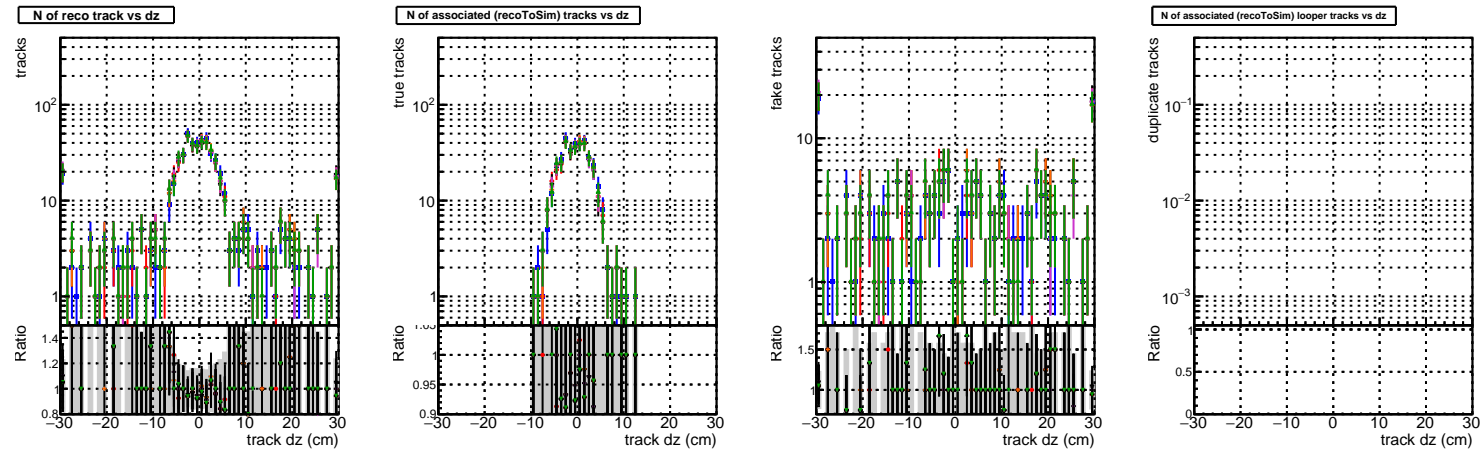 N of reco track vs dz
tracks
10²
10
1
Ratio
1.4
1.2
1
0.8
−30 −20 −10 0 10 20 30
track dz (cm)
N of associated (recoToSim) tracks vs dz
true tracks
10²
10
1
Ratio
1
0.95
0.9
−30 −20 −10 0 10 20 30
track dz (cm)
fake tracks
10
1
Ratio
1.5
1
−30 −20 −10 0 10 20 30
track dz (cm)
N of associated (recoToSim) looper tracks vs dz
duplicate tracks
10⁻¹
10⁻²
10⁻³
Ratio
1
0.5
0
−30 −20 −10 0 10 20 30
track dz (cm)